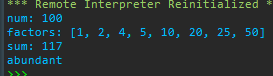 *** Remote Interpreter Reinitialized *
num: 100
factors: [1, 2, 4, 5, 10, 20, 25, 50]
sum: 117
abundant
>>>